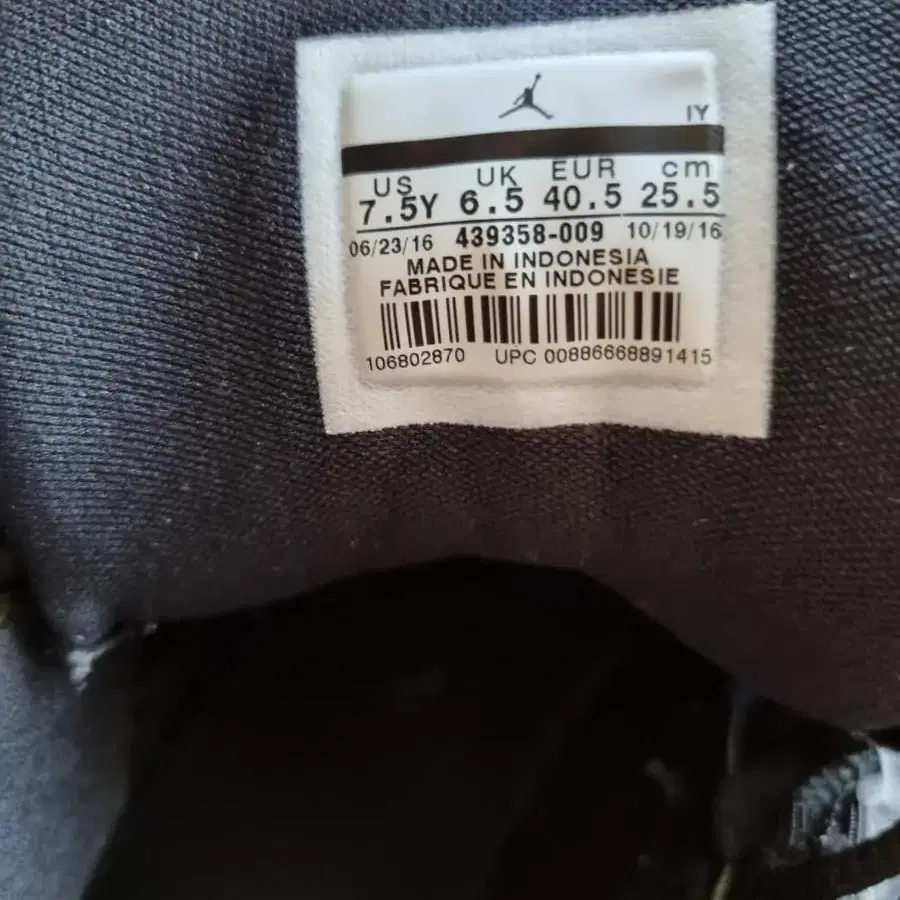 IY
US UK EUR cm
7.5Y 6.5 40.5 25.5
06/23/16 439358-009 10/19/16
MADE IN INDONESIA
FABRIQUE EN INDONESIE
106802870 UPC 00886668891415